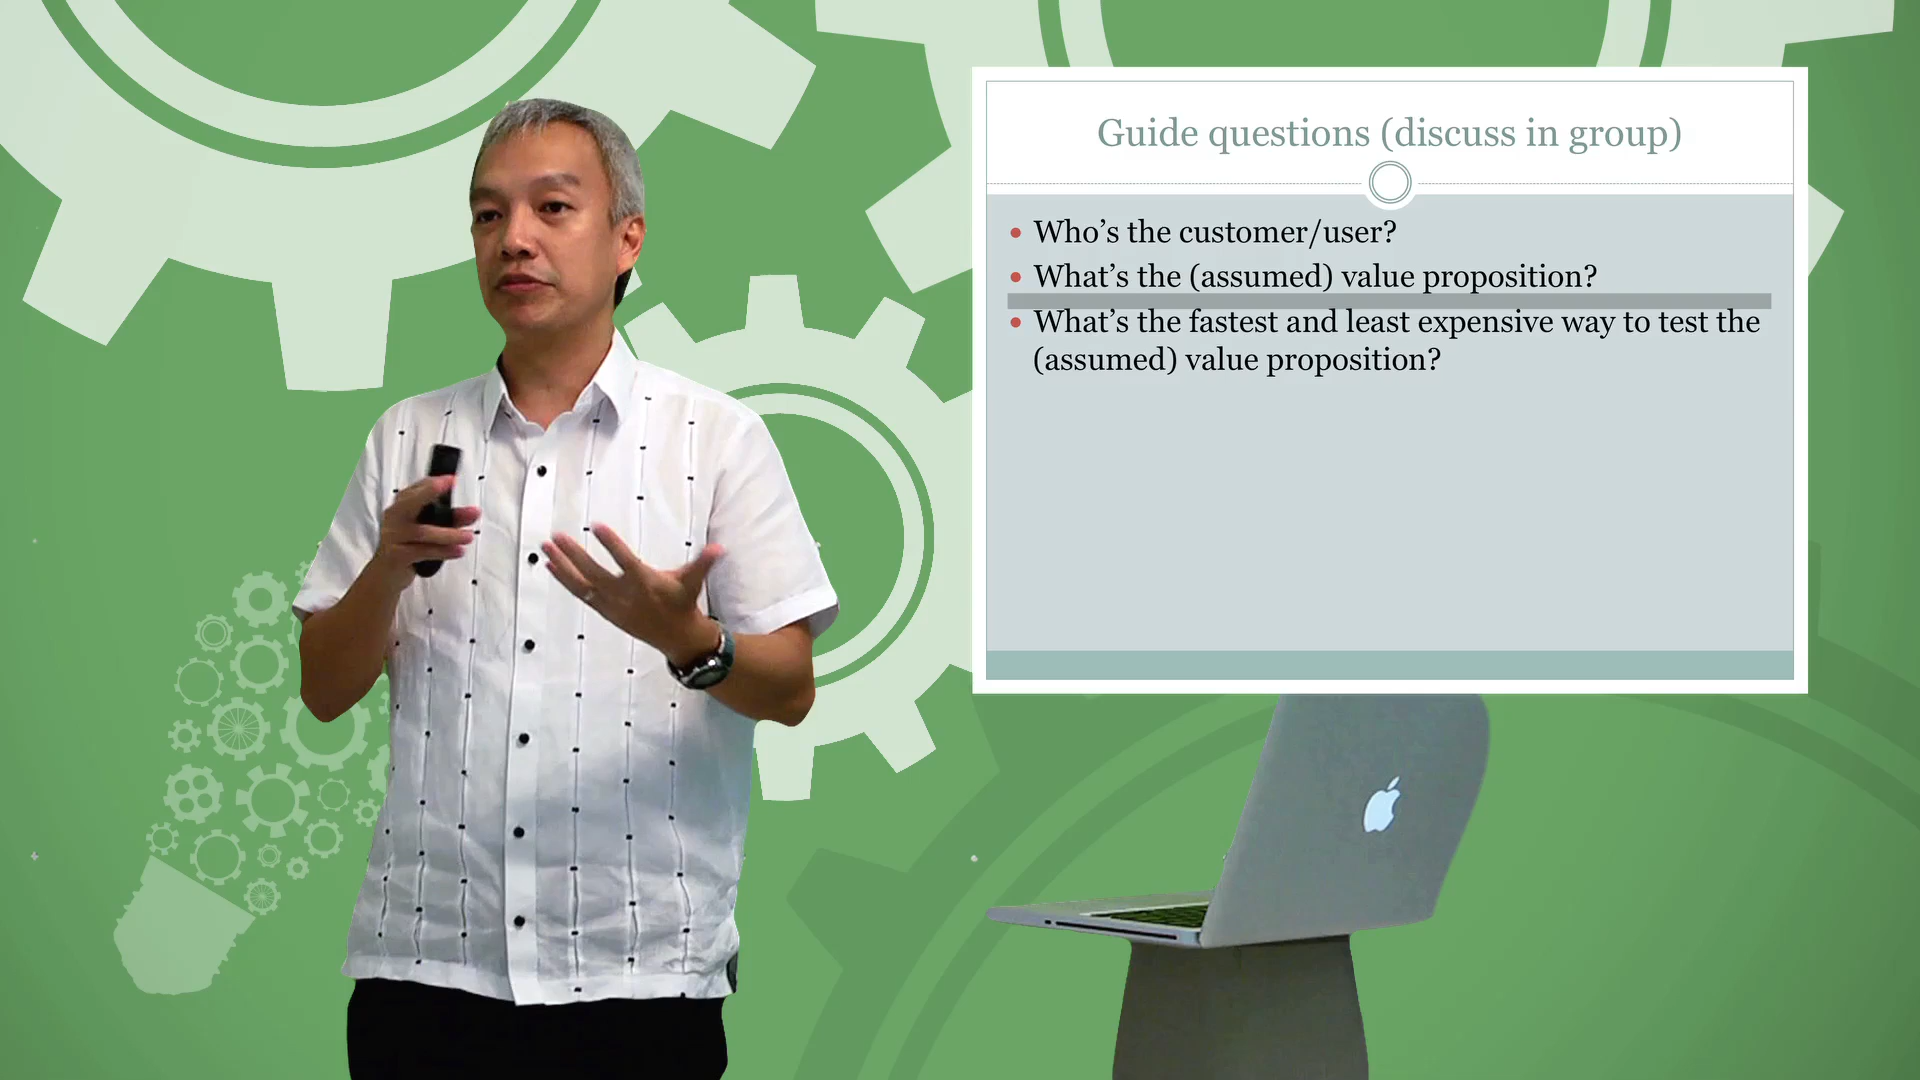 Guide questions (discuss in group)
• Who’s the customer/user?
• What’s the (assumed) value proposition?
• What’s the fastest and least expensive way to test the
(assumed) value proposition?